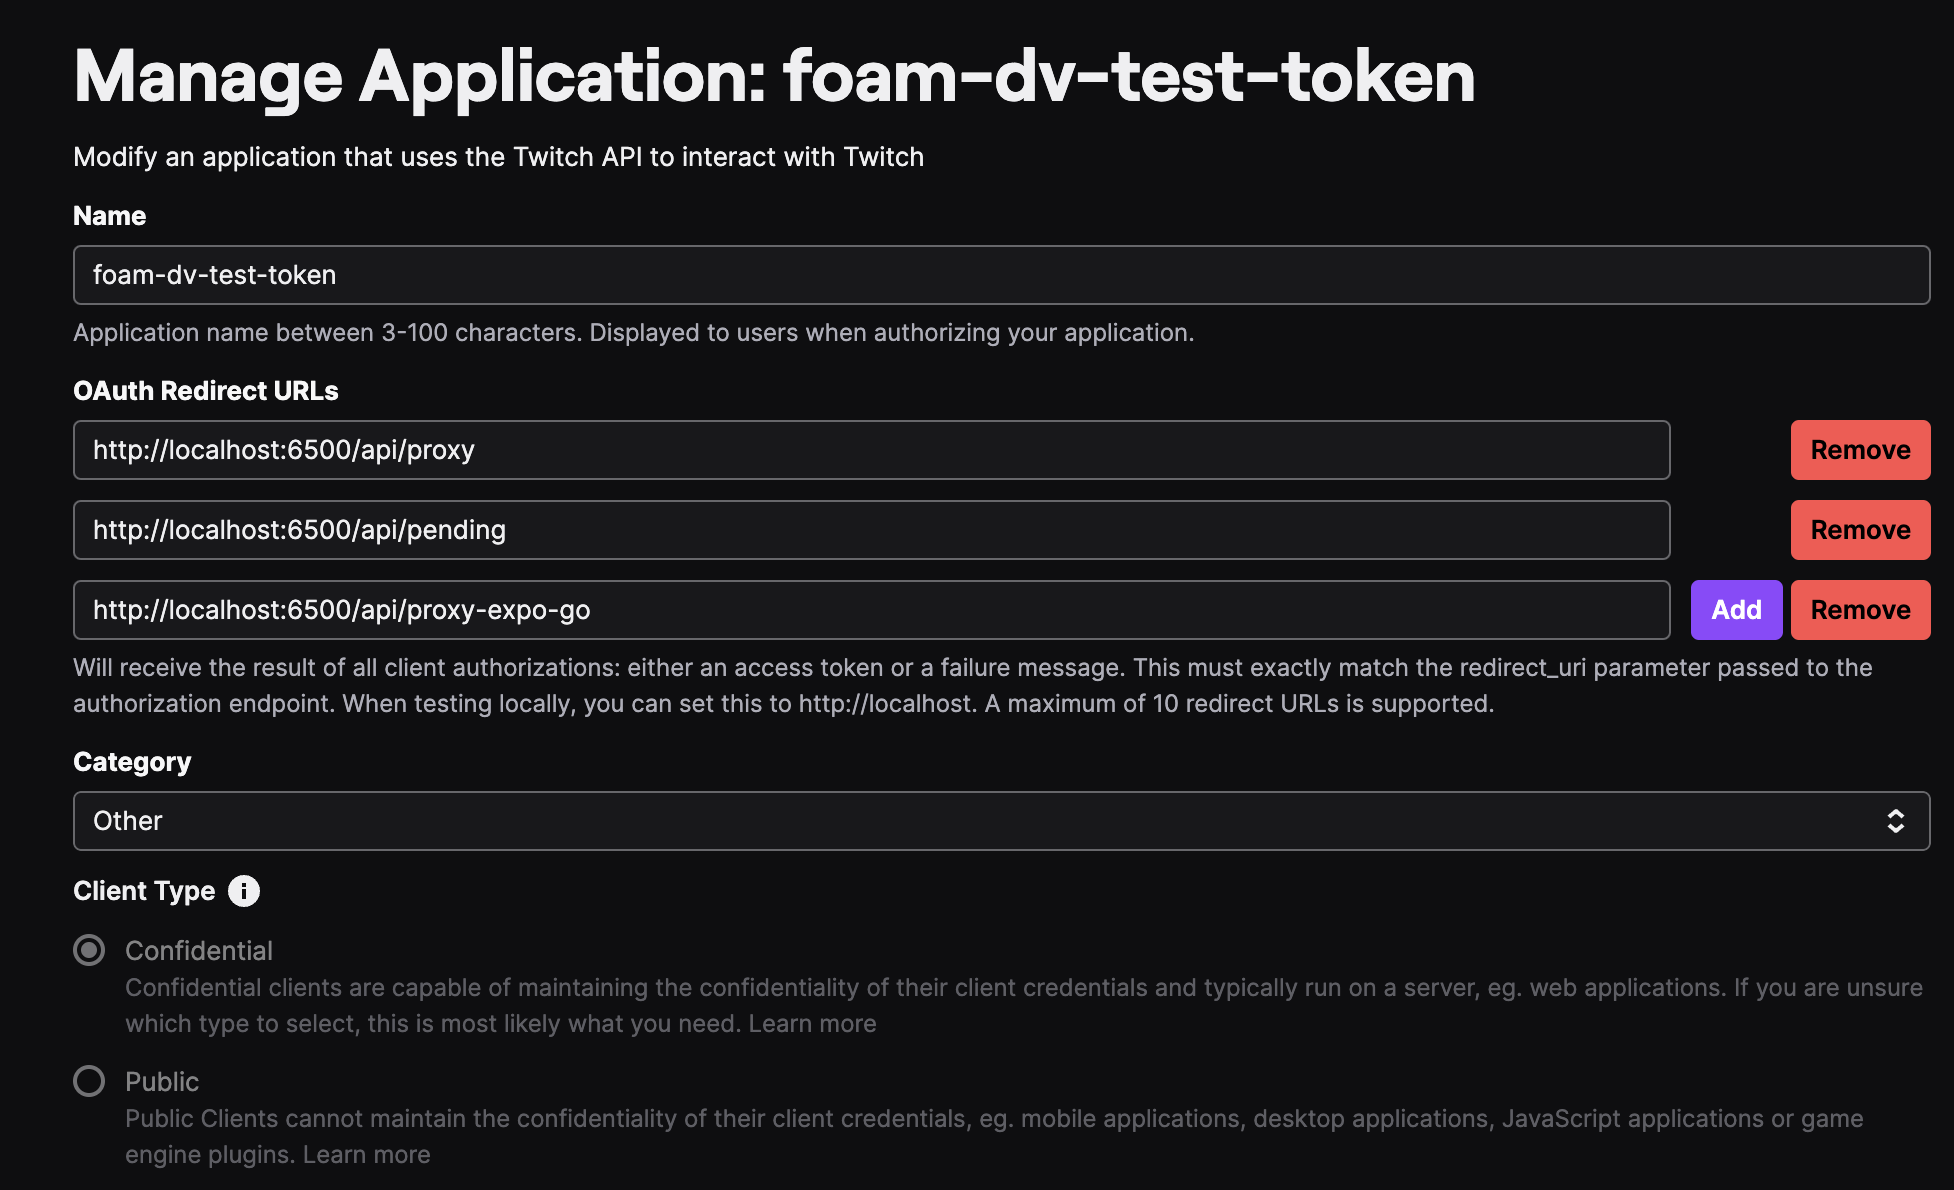 Manage Application: foam-dv-test-token
Modify an application that uses the Twitch API to interact with Twitch
Name
foam-dv-test-token
Application name between 3-100 characters. Displayed to users when authorizing your application.
OAuth Redirect URLs
http://localhost:6500/api/proxy
Remove
http://localhost:6500/api/pending
Remove
http://localhost:6500/api/proxy-expo-go
Add
Remove
Will receive the result of all client authorizations: either an access token or a failure message. This must exactly match the redirect_uri parameter passed to the
authorization endpoint. When testing locally, you can set this to http://localhost. A maximum of 10 redirect URLs is supported.
Category
Other
Client Type
Confidential
Confidential clients are capable of maintaining the confidentiality of their client credentials and typically run on a server, eg. web applications. If you are unsure
which type to select, this is most likely what you need. Learn more
Public
Public Clients cannot maintain the confidentiality of their client credentials, eg. mobile applications, desktop applications, JavaScript applications or game
engine plugins. Learn more